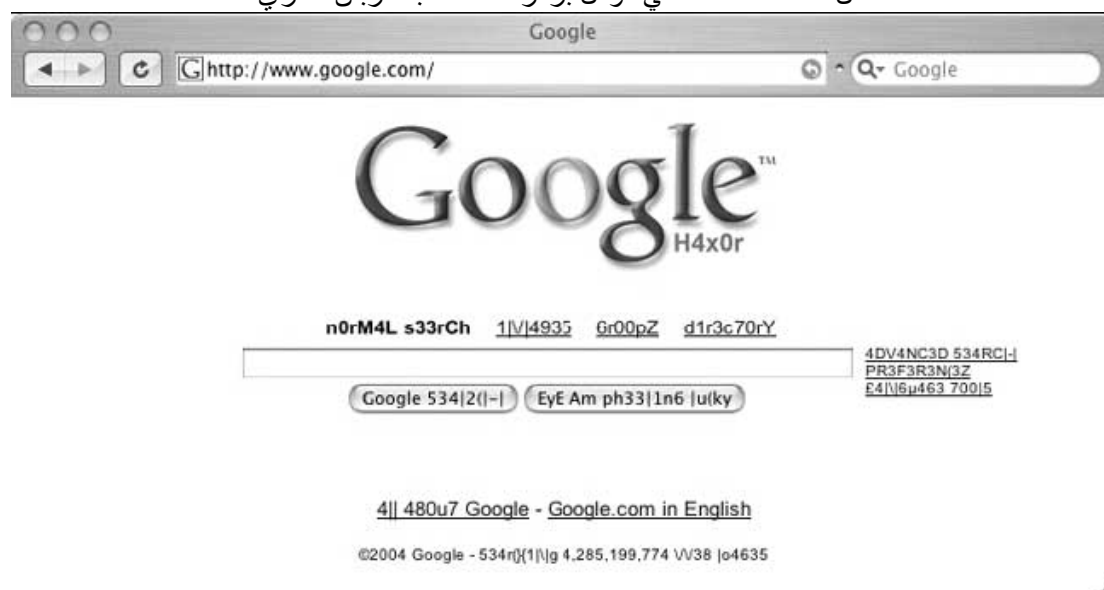 Google
http://www.google.com/
Google
Google™
H4x0r
n0rM4L s33rCh 1|\/|4935 6r00pZ d1r3c70rY
4DV4NC3D 534RC|-|
PR3F3R3N(3Z
£4|\|6µ463 700|5
Google 534|2(|-| EyE Am ph33|1n6 |u(ky
4|| 480u7 Google - Google.com in English
©2004 Google - 534r(}{1|\|g 4,285,199,774 \/\/38 |o4635